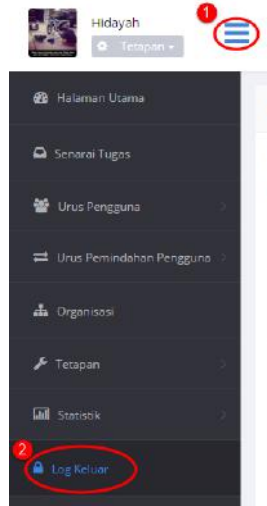 Hidayah
1
Tetapan
Halaman Utama
Senarai Tugas
Urus Pengguna
Urus Pemindahan Pengguna
Organisasi
Tetapan
Statistik
2
Log Keluar